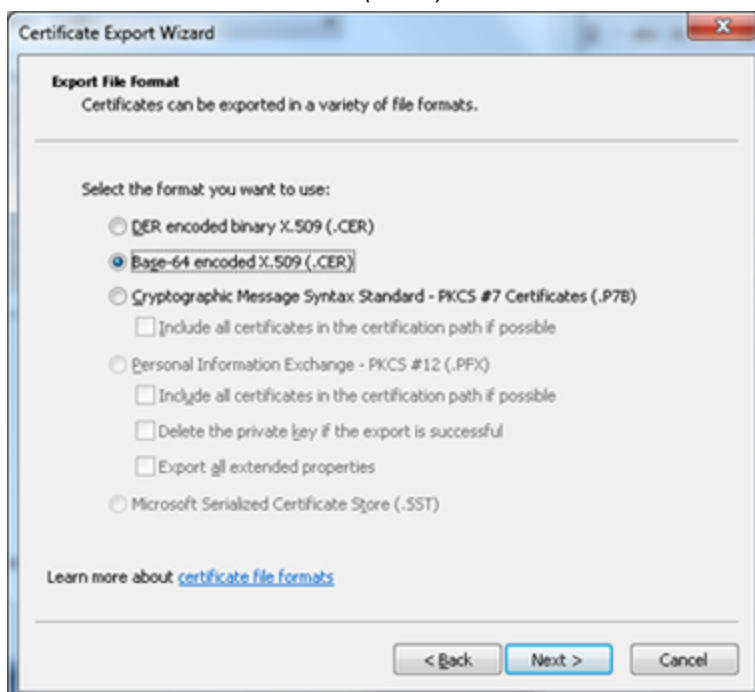 Certificate Export Wizard
Export File Format
Certificates can be exported in a variety of file formats.
Select the format you want to use:
DER encoded binary X.509 (.CER)
Base-64 encoded X.509 (.CER)
Cryptographic Message Syntax Standard - PKCS #7 Certificates (.P7B)
Include all certificates in the certification path if possible
Personal Information Exchange - PKCS #12 (.PFX)
Include all certificates in the certification path if possible
Delete the private key if the export is successful
Export all extended properties
Microsoft Serialized Certificate Store (.SST)
Learn more about certificate file formats
< Back Next > Cancel